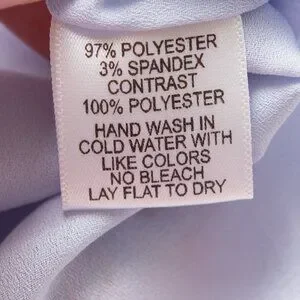 97% POLYESTER
3% SPANDEX
CONTRAST
100% POLYESTER
HAND WASH IN
COLD WATER WITH
LIKE COLORS
NO BLEACH
LAY FLAT TO DRY